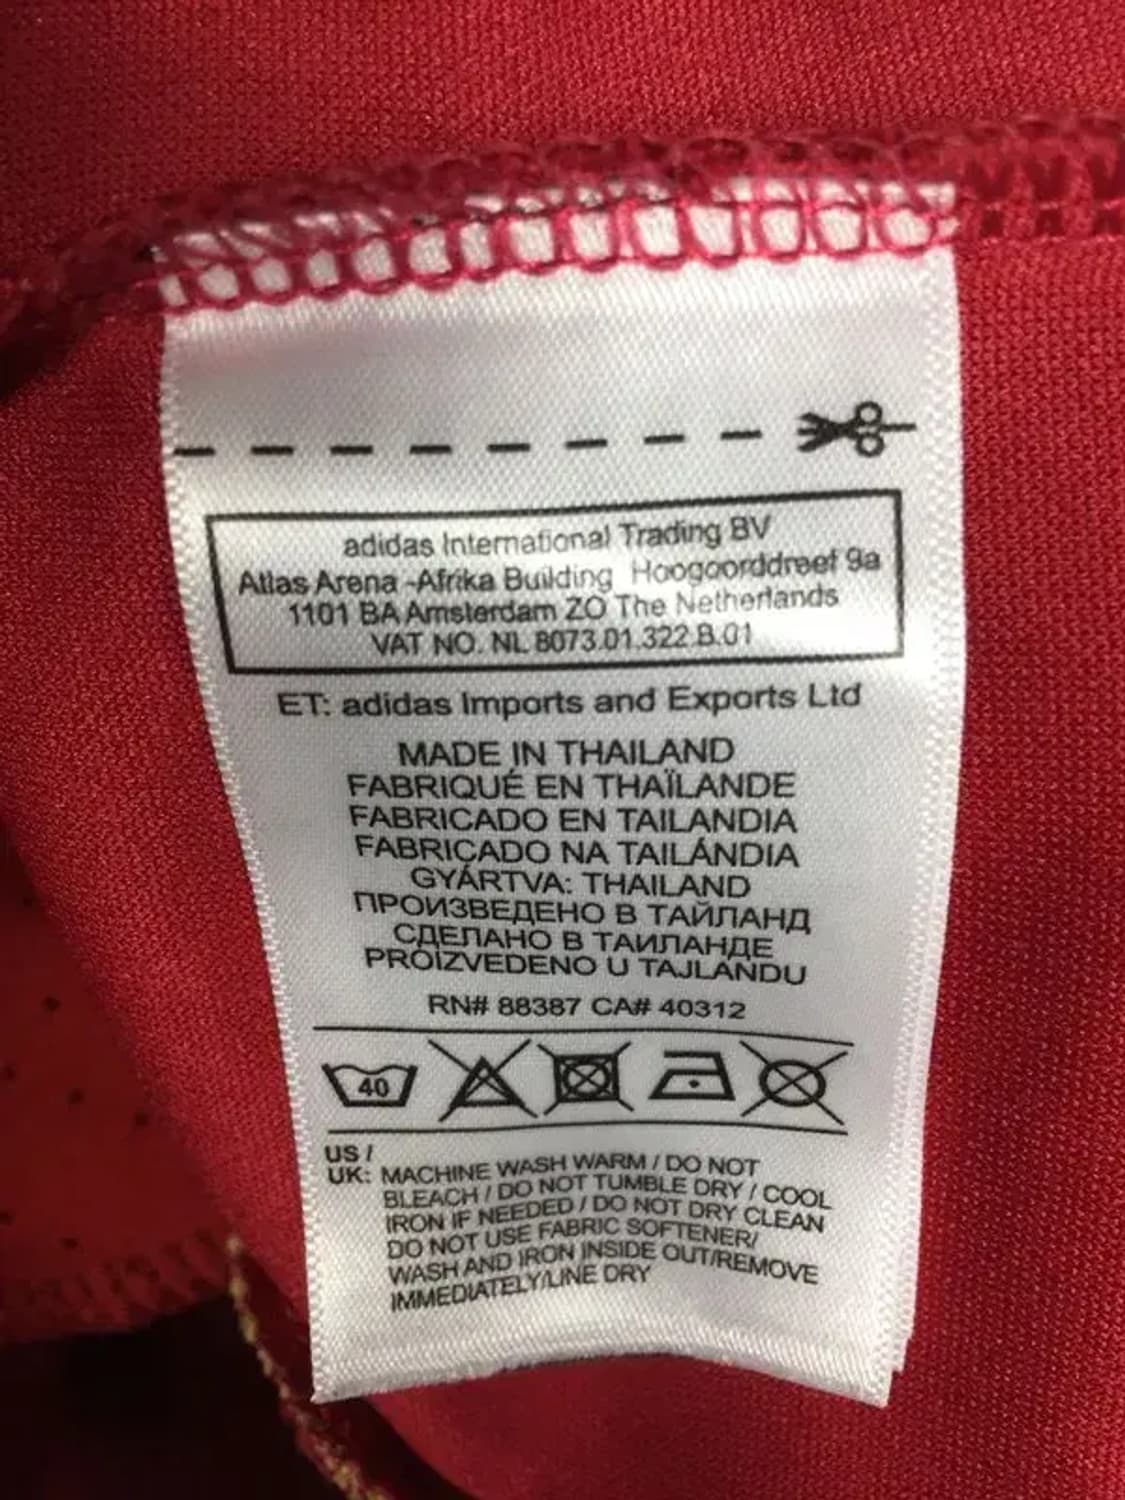 adidas International Trading BV
Atlas Arena -Afrika Building Hoogoorddreef 9a
1101 BA Amsterdam ZO The Netherlands
VAT NO. NL 8073.01.322.B.01
ET: adidas Imports and Exports Ltd
MADE IN THAILAND
FABRIQUÉ EN THAÏLANDE
FABRICADO EN TAILANDIA
FABRICADO NA TAILÁNDIA
GYÁRTVA: THAILAND
ПРОИЗВЕДЕНО В ТАЙЛАНД
СДЕЛАНО В ТАИЛАНДЕ
PROIZVEDENO U TAJLANDU
RN# 88387 CA# 40312
40
US /
UK: MACHINE WASH WARM / DO NOT
BLEACH / DO NOT TUMBLE DRY / COOL
IRON IF NEEDED / DO NOT DRY CLEAN
DO NOT USE FABRIC SOFTENER/
WASH AND IRON INSIDE OUT/REMOVE
IMMEDIATELY/LINE DRY